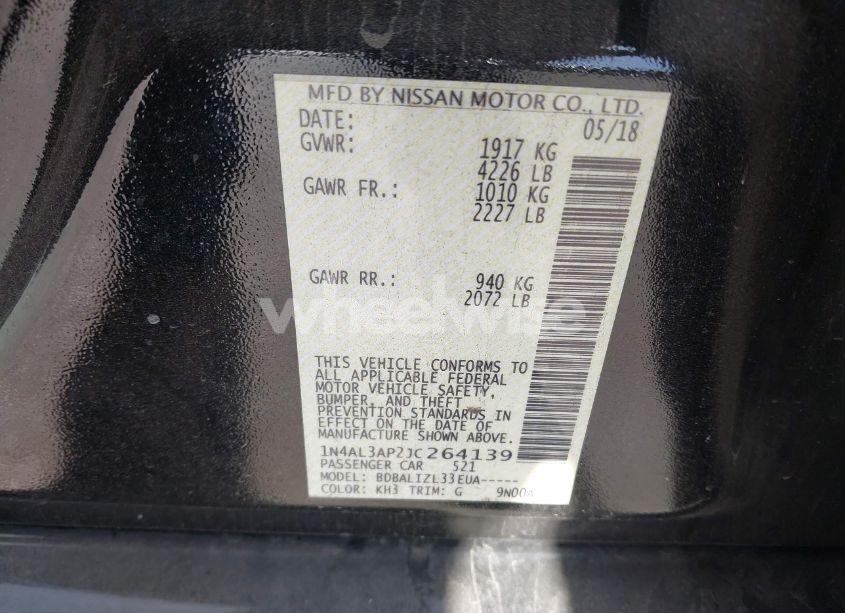 MFD BY NISSAN MOTOR CO., LTD.
DATE: 05/18
GVWR: 1917 KG
4226 LB
GAWR FR.: 1010 KG
2227 LB
GAWR RR.: 940 KG
2072 LB
wheelwise
THIS VEHICLE CONFORMS TO
ALL APPLICABLE FEDERAL
MOTOR VEHICLE SAFETY,
BUMPER, AND THEFT
PREVENTION STANDARDS IN
EFFECT ON THE DATE OF
MANUFACTURE SHOWN ABOVE.
1N4AL3AP2JC264139
PASSENGER CAR 521
MODEL: BDBALIZL33EUA-----
COLOR: KH3 TRIM: G 9N00A